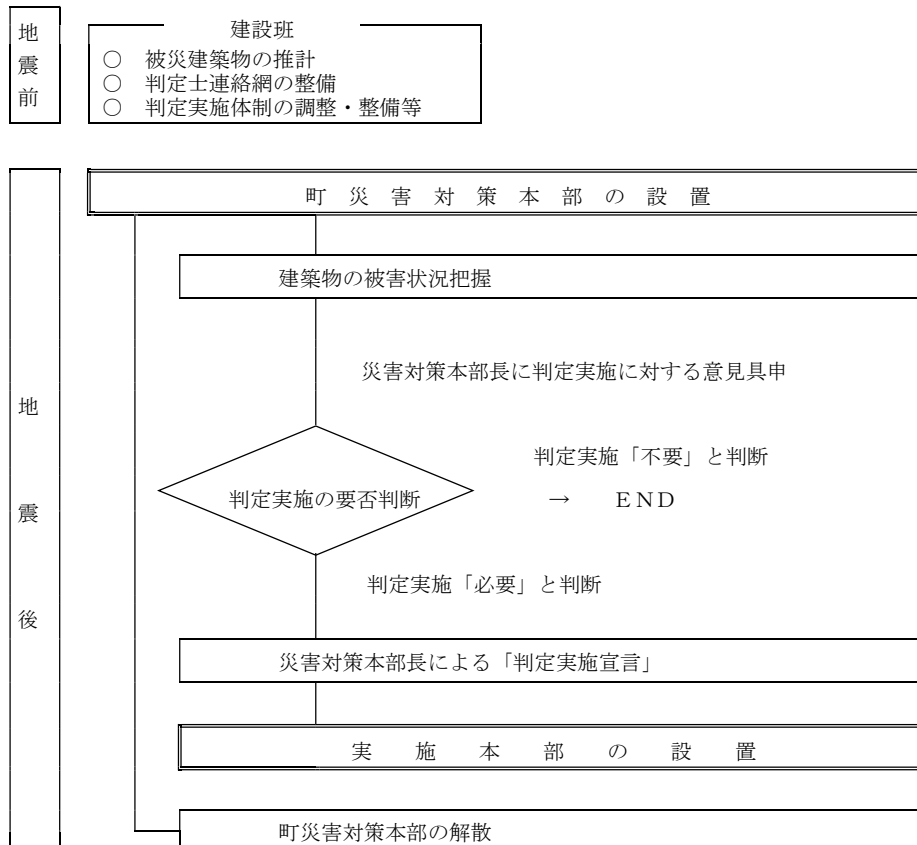 地震前
建設班
○ 被災建築物の推計
○ 判定士連絡網の整備
○ 判定実施体制の調整・整備等
地震後
町災害対策本部の設置
建築物の被害状況把握
災害対策本部長に判定実施に対する意見具申
判定実施の要否判断
判定実施「不要」と判断
→ END
判定実施「必要」と判断
災害対策本部長による「判定実施宣言」
実施本部の設置
町災害対策本部の解散